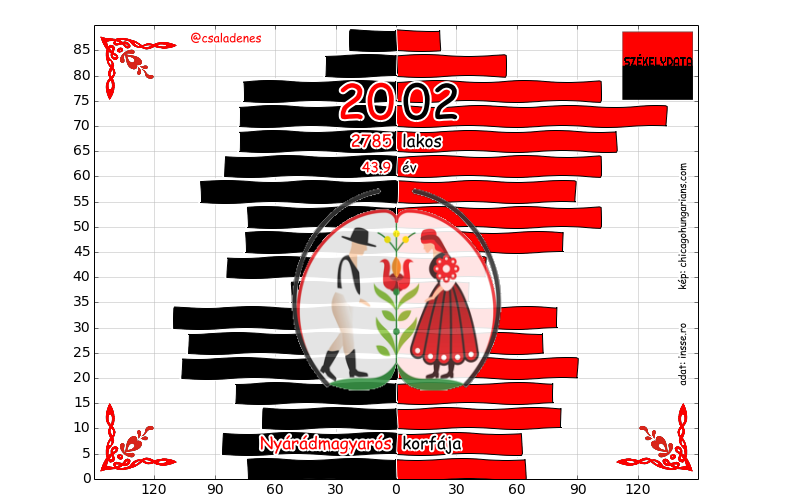 @csaladenes
SZÉKELYDATA
2002
2785 lakos
43.9 év
kép: chicagohungarians.com
adat: insse.ro
Nyárádmagyarós korfája
85
80
75
70
65
60
55
50
45
40
35
30
25
20
15
10
5
0
120 90 60 30 0 30 60 90 120